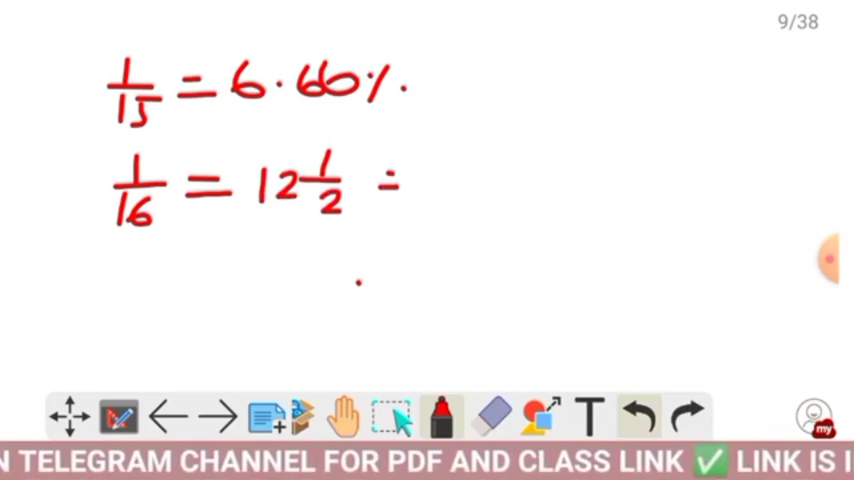 9/38
1/15 = 6.66%.
1/16 = 12 1/2 =
T
my
N TELEGRAM CHANNEL FOR PDF AND CLASS LINK ✅ LINK IS I